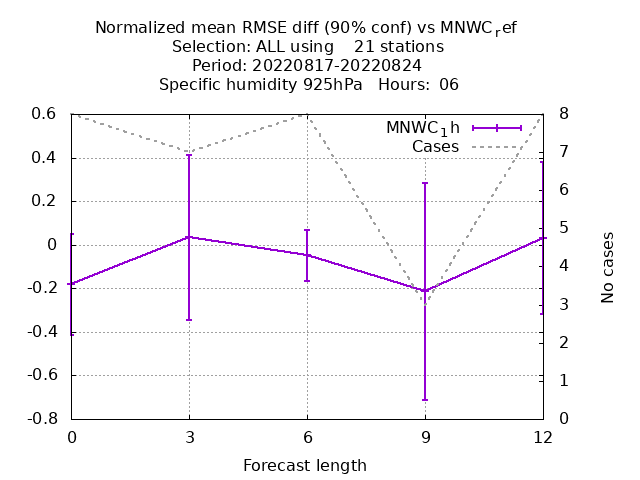 Normalized mean RMSE diff (90% conf) vs MNWCref
Selection: ALL using    21 stations
Period: 20220817-20220824
Specific humidity 925hPa   Hours:  06
MNWC1h
Cases
0.6
0.4
0.2
0
-0.2
-0.4
-0.6
-0.8
8
7
6
5
4
3
2
1
0
No cases
0 3 6 9 12
Forecast length